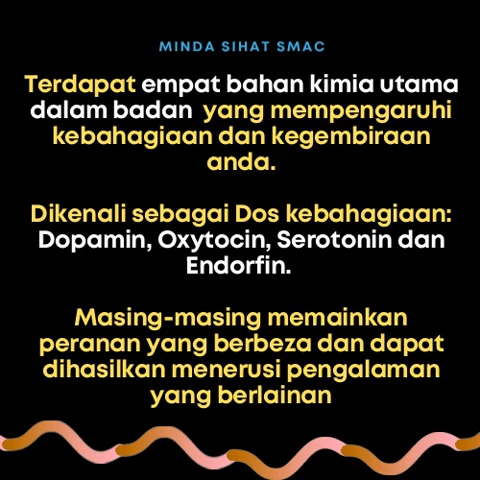 MINDA SIHAT SMAC
Terdapat empat bahan kimia utama
dalam badan yang mempengaruhi
kebahagiaan dan kegembiraan
anda.
Dikenali sebagai Dos kebahagiaan:
Dopamin, Oxytocin, Serotonin dan
Endorfin.
Masing-masing memainkan
peranan yang berbeza dan dapat
dihasilkan menerusi pengalaman
yang berlainan